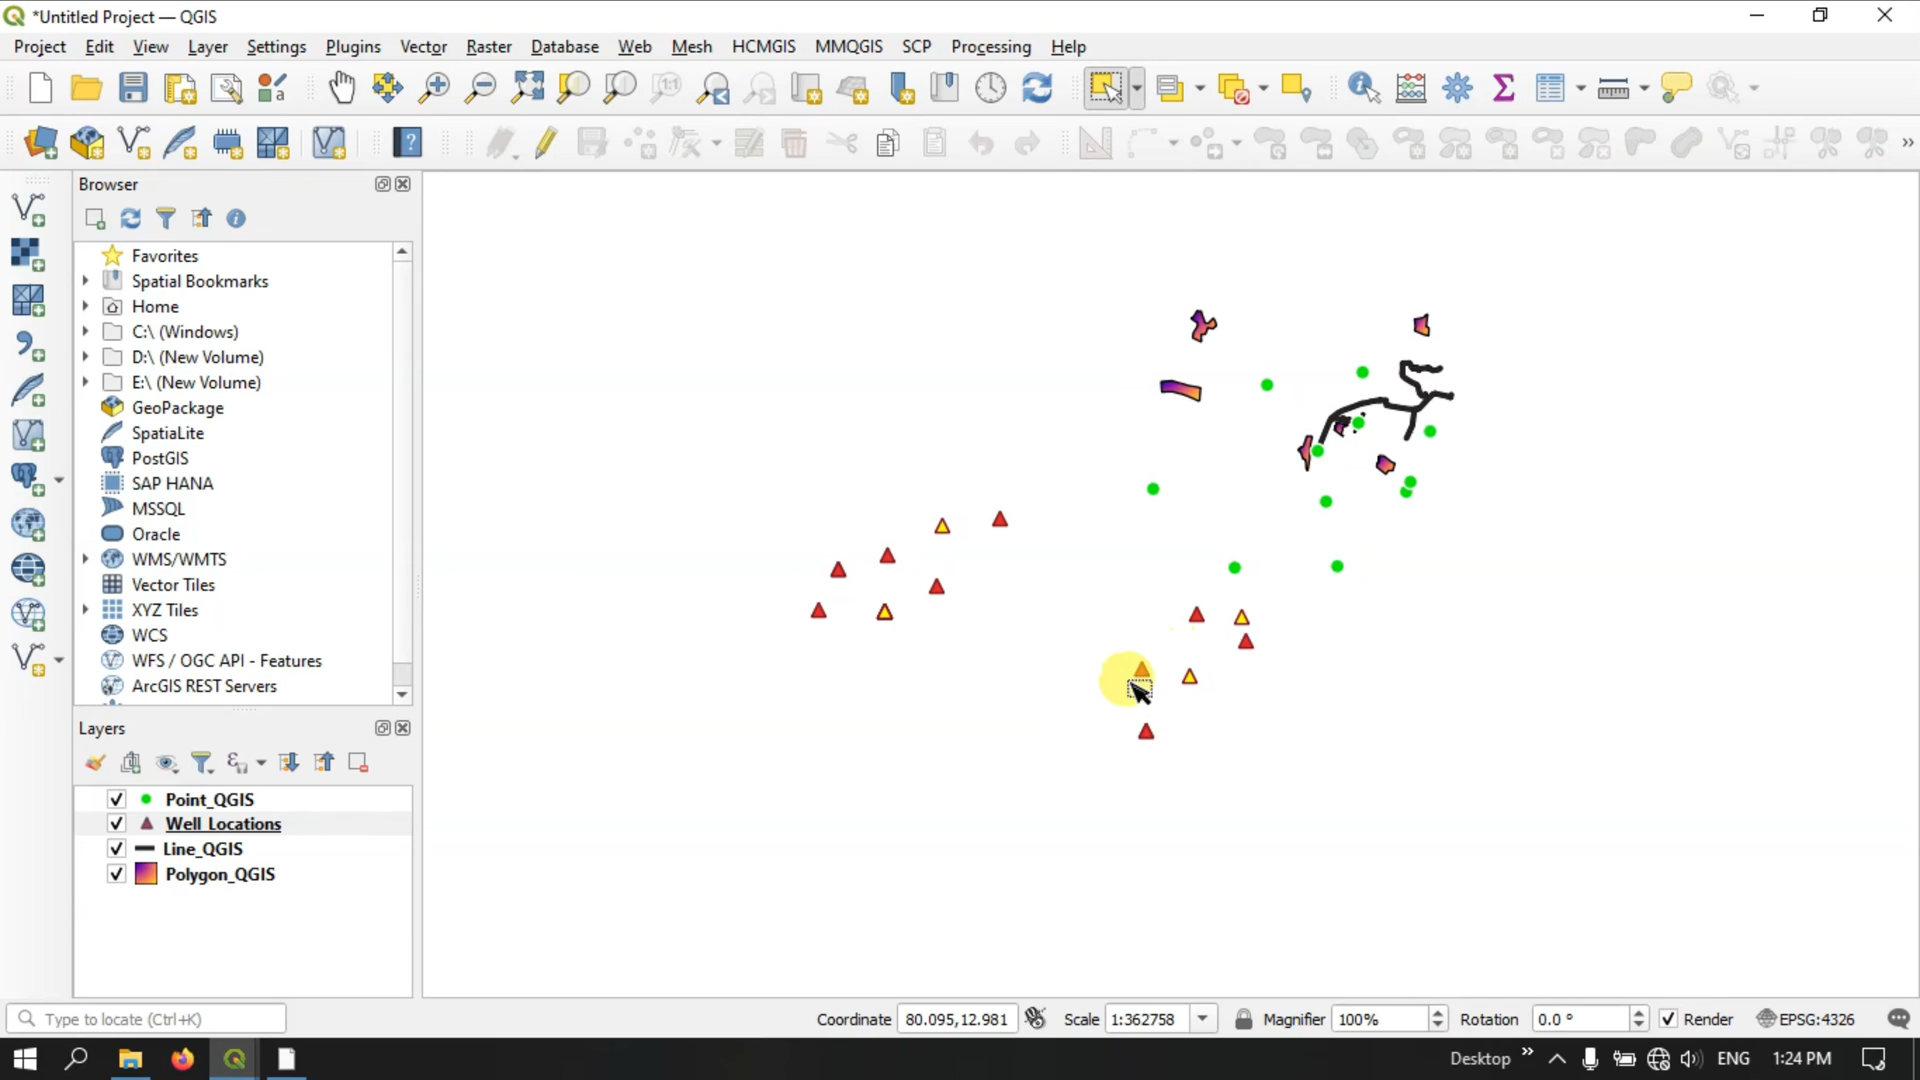 *Untitled Project — QGIS
Project Edit View Layer Settings Plugins Vector Raster Database Web Mesh HCMGIS MMQGIS SCP Processing Help
Browser
Favorites
Spatial Bookmarks
Home
C:\ (Windows)
D:\ (New Volume)
E:\ (New Volume)
GeoPackage
SpatiaLite
PostGIS
SAP HANA
MSSQL
Oracle
WMS/WMTS
Vector Tiles
XYZ Tiles
WCS
WFS / OGC API - Features
ArcGIS REST Servers
Layers
Point_QGIS
Well_Locations
Line_QGIS
Polygon_QGIS
Type to locate (Ctrl+K) Coordinate 80.095,12.981 Scale 1:362758 Magnifier 100% Rotation 0.0 ° Render EPSG:4326
Desktop ENG 1:24 PM